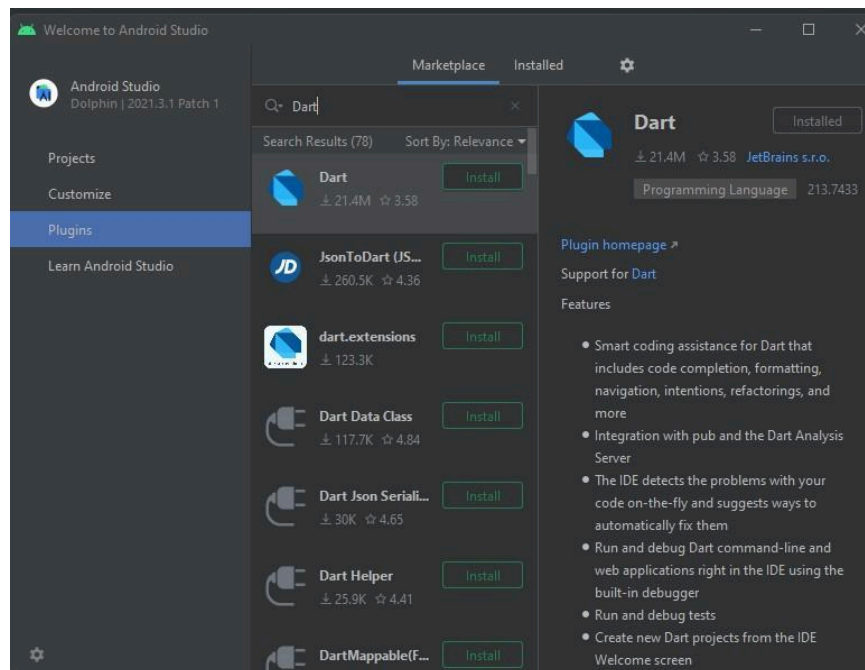 Welcome to Android Studio
Android Studio
Dolphin | 2021.3.1 Patch 1
Projects
Customize
Plugins
Learn Android Studio
Marketplace Installed
Dart
Search Results (78) Sort By: Relevance
Dart Install
21.4M 3.58
JD
JsonToDart (JS... Install
260.5K 4.36
dart.extensions Install
123.3K
Dart Data Class Install
117.7K 4.84
Dart Json Seriali... Install
30K 4.65
Dart Helper Install
25.9K 4.41
DartMappable(F... Install
Dart Installed
21.4M 3.58 JetBrains s.r.o.
Programming Language 213.7433
Plugin homepage ↗
Support for Dart
Features
• Smart coding assistance for Dart that
includes code completion, formatting,
navigation, intentions, refactorings, and
more
• Integration with pub and the Dart Analysis
Server
• The IDE detects the problems with your
code on-the-fly and suggests ways to
automatically fix them
• Run and debug Dart command-line and
web applications right in the IDE using the
built-in debugger
• Run and debug tests
• Create new Dart projects from the IDE
Welcome screen